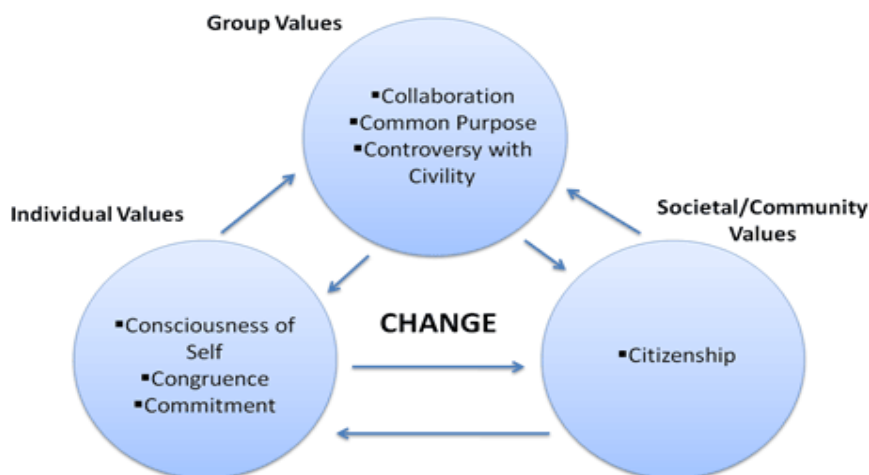 Group Values
▪Collaboration
▪Common Purpose
▪Controversy with
Civility
Individual Values
Societal/Community
Values
CHANGE
▪Consciousness of
Self
▪Congruence
▪Commitment
▪Citizenship